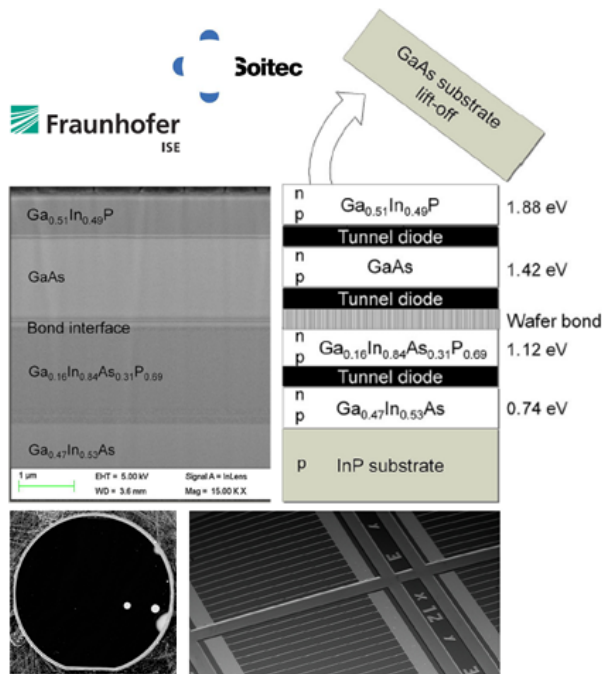 Soitec
Fraunhofer
ISE
GaAs substrate
lift-off
Ga₀.₅₁In₀.₄₉P
GaAs
Bond interface
Ga₀.₁₆In₀.₈₄As₀.₃₁P₀.₆₉
Ga₀.₄₇In₀.₅₃As
1 µm
EHT = 5.00 kV
Signal A = InLens
WD = 3.6 mm
Mag = 15.00 K X
n
p
Ga₀.₅₁In₀.₄₉P
1.88 eV
Tunnel diode
n
p
GaAs
1.42 eV
Tunnel diode
Wafer bond
n
p
Ga₀.₁₆In₀.₈₄As₀.₃₁P₀.₆₉
1.12 eV
Tunnel diode
n
p
Ga₀.₄₇In₀.₅₃As
0.74 eV
p
InP substrate
y
3
x 12
y
3